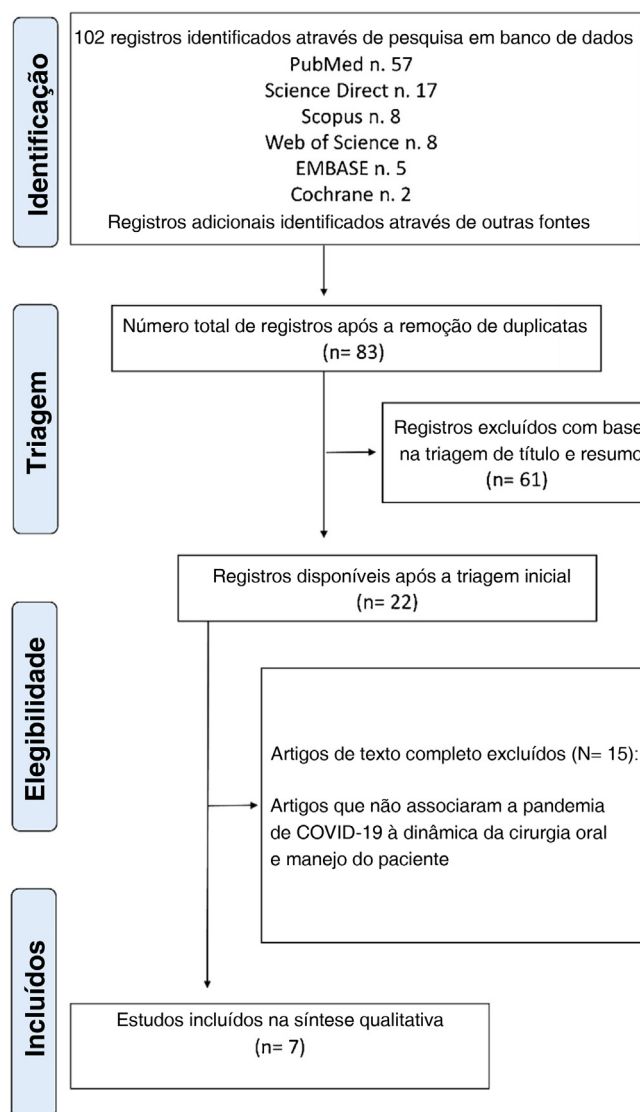 Identificação
102 registros identificados através de pesquisa em banco de dados
PubMed n. 57
Science Direct n. 17
Scopus n. 8
Web of Science n. 8
EMBASE n. 5
Cochrane n. 2
Registros adicionais identificados através de outras fontes
Triagem
Número total de registros após a remoção de duplicatas
(n= 83)
Registros excluídos com base
na triagem de título e resumo
(n= 61)
Elegibilidade
Registros disponíveis após a triagem inicial
(n= 22)
Artigos de texto completo excluídos (N= 15):
Artigos que não associaram a pandemia
de COVID-19 à dinâmica da cirurgia oral
e manejo do paciente
Incluídos
Estudos incluídos na síntese qualitativa
(n= 7)